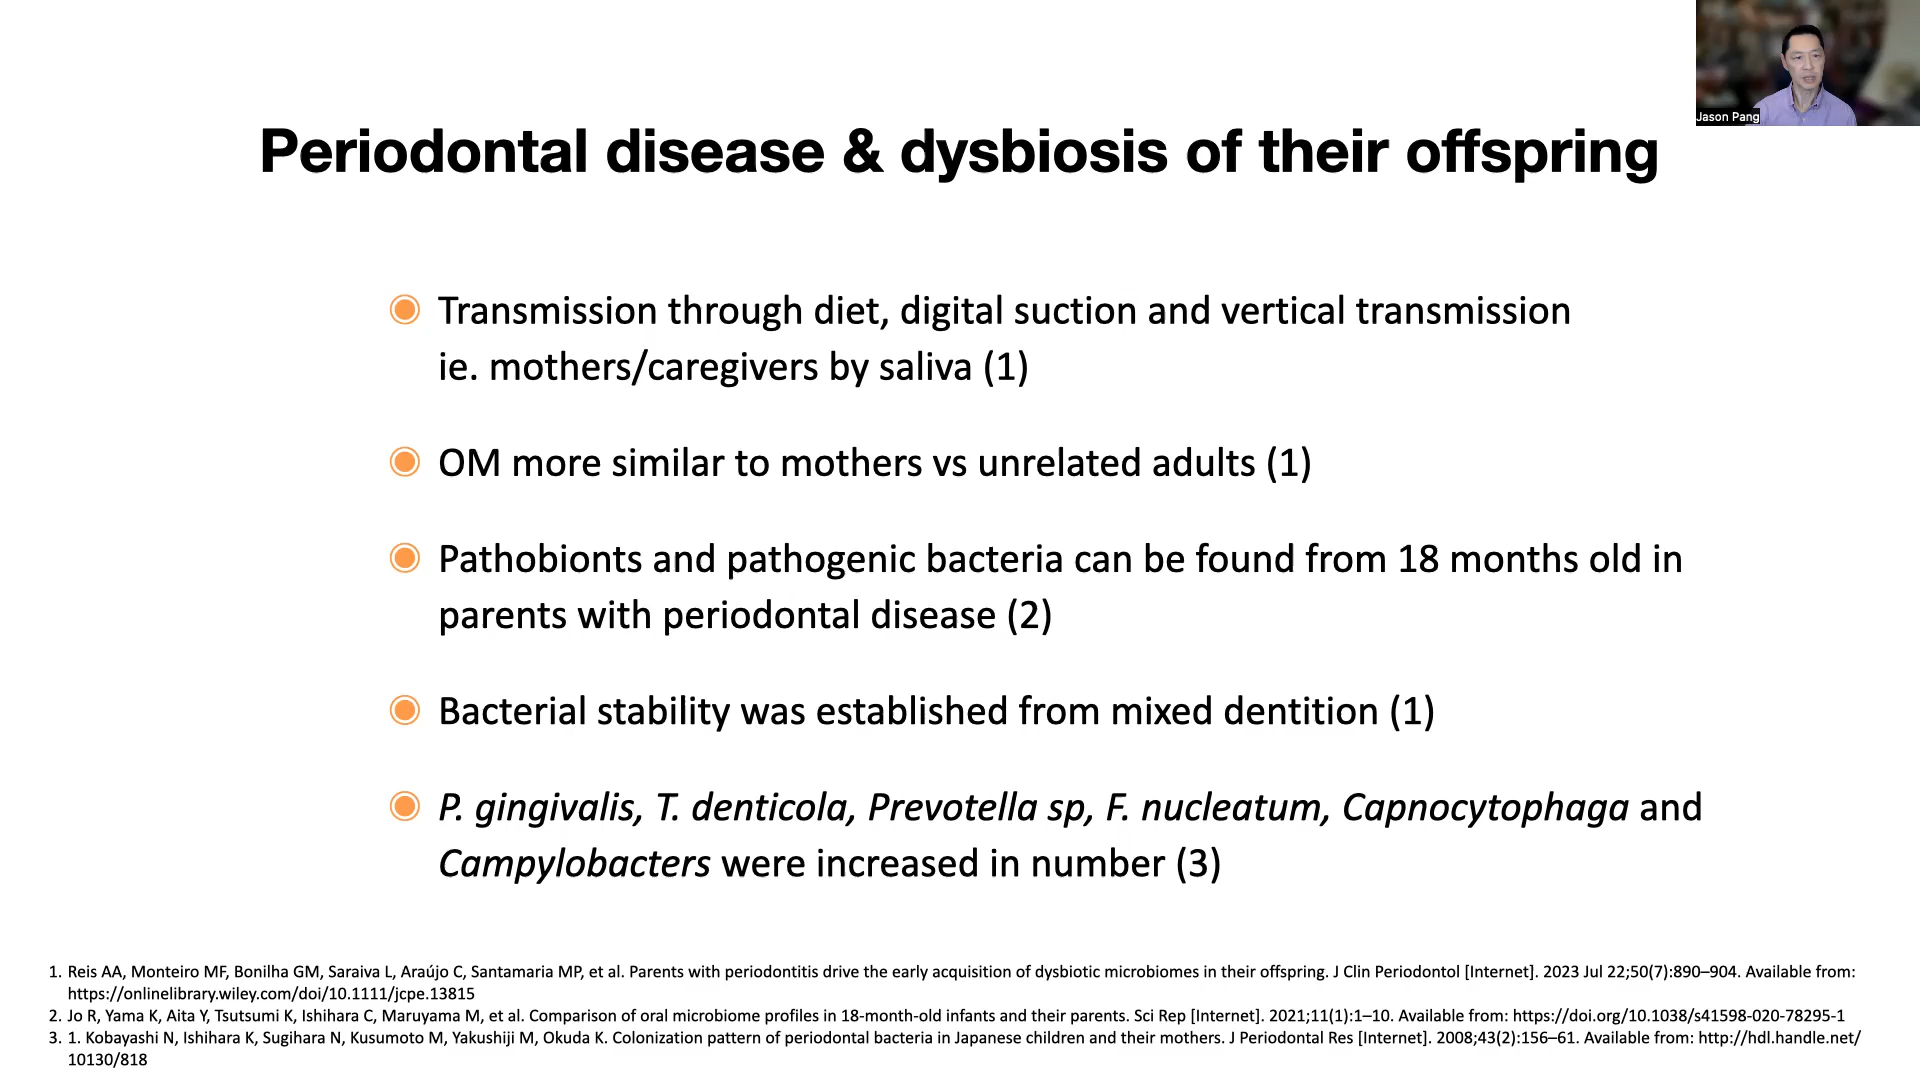 Jason Pang
Periodontal disease & dysbiosis of their offspring
Transmission through diet, digital suction and vertical transmission
ie. mothers/caregivers by saliva (1)
OM more similar to mothers vs unrelated adults (1)
Pathobionts and pathogenic bacteria can be found from 18 months old in
parents with periodontal disease (2)
Bacterial stability was established from mixed dentition (1)
P. gingivalis, T. denticola, Prevotella sp, F. nucleatum, Capnocytophaga and
Campylobacters were increased in number (3)
1. Reis AA, Monteiro MF, Bonilha GM, Saraiva L, Araújo C, Santamaria MP, et al. Parents with periodontitis drive the early acquisition of dysbiotic microbiomes in their offspring. J Clin Periodontol [Internet]. 2023 Jul 22;50(7):890–904. Available from:
https://onlinelibrary.wiley.com/doi/10.1111/jcpe.13815
2. Jo R, Yama K, Aita Y, Tsutsumi K, Ishihara C, Maruyama M, et al. Comparison of oral microbiome profiles in 18-month-old infants and their parents. Sci Rep [Internet]. 2021;11(1):1–10. Available from: https://doi.org/10.1038/s41598-020-78295-1
3. 1. Kobayashi N, Ishihara K, Sugihara N, Kusumoto M, Yakushiji M, Okuda K. Colonization pattern of periodontal bacteria in Japanese children and their mothers. J Periodontal Res [Internet]. 2008;43(2):156–61. Available from: http://hdl.handle.net/
10130/818